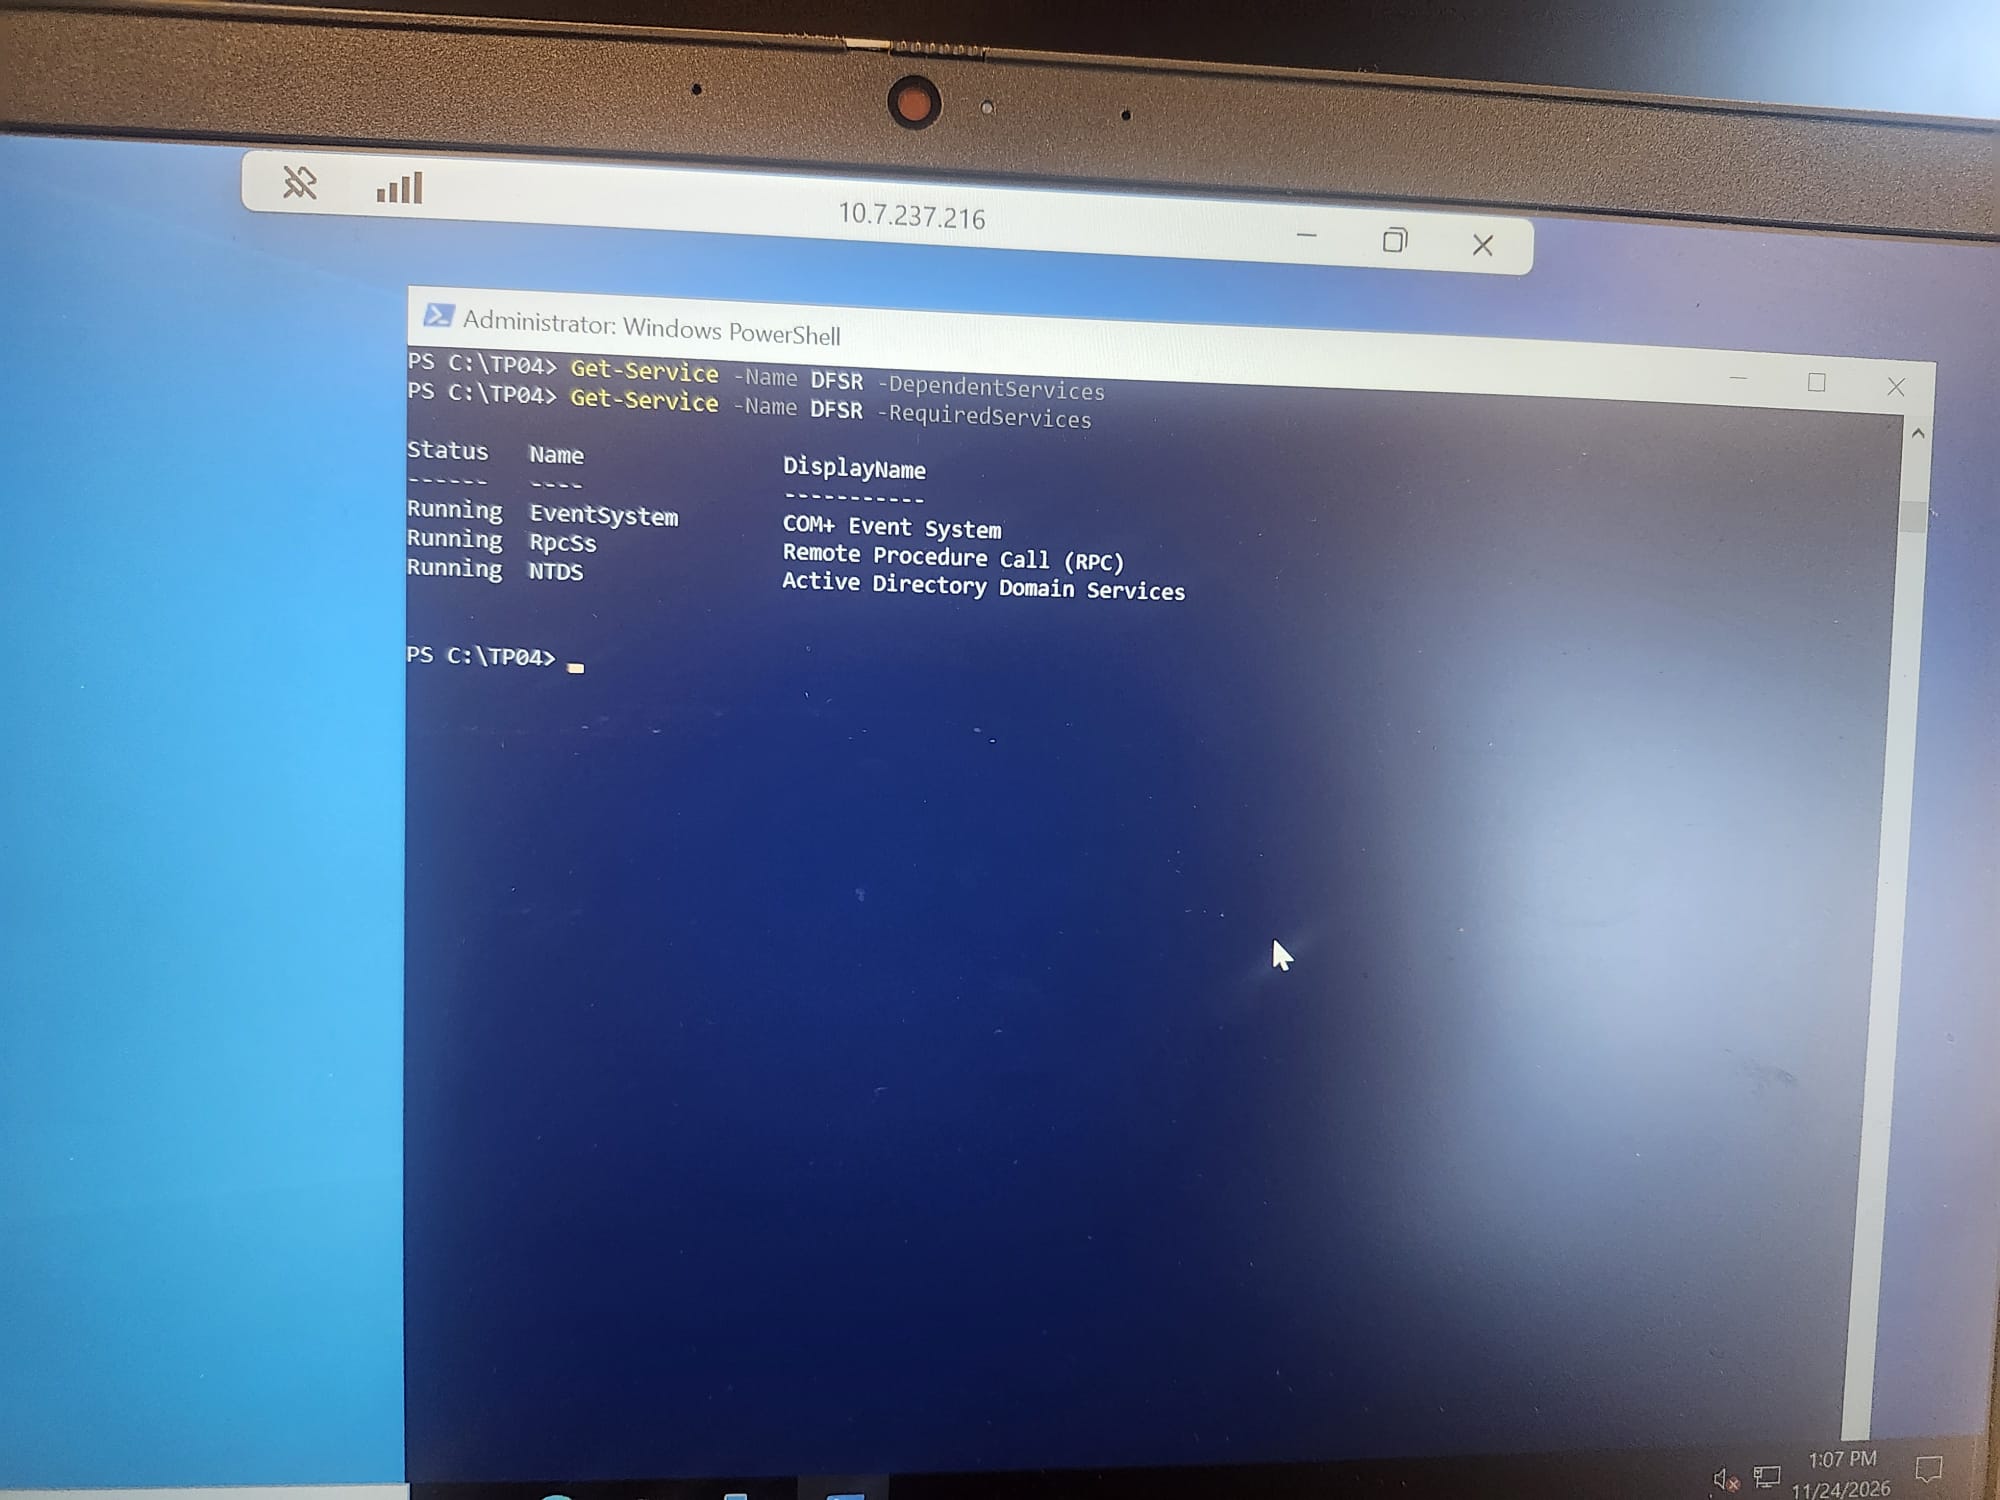 10.7.237.216
Administrator: Windows PowerShell
PS C:\TP04> Get-Service -Name DFSR -DependentServices
PS C:\TP04> Get-Service -Name DFSR -RequiredServices
Status Name DisplayName
------ ---- -----------
Running EventSystem COM+ Event System
Running RpcSs Remote Procedure Call (RPC)
Running NTDS Active Directory Domain Services
PS C:\TP04>
1:07 PM
11/24/2026